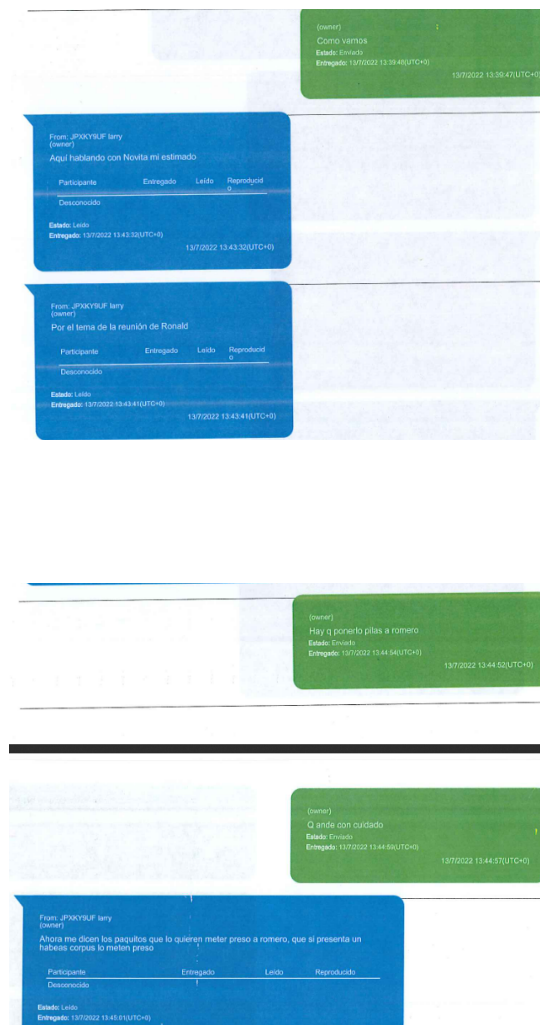 (owner)
Como vamos
Estado: Enviado
Entregado: 13/7/2022 13:39:48(UTC+0)
13/7/2022 13:39:47(UTC+0)
From: JPXKY9UF larry
(owner)
Aquí hablando con Novita mi estimado
Participante Entregado Leído Reproducid
o
Desconocido
Estado: Leído
Entregado: 13/7/2022 13:43:32(UTC+0)
13/7/2022 13:43:32(UTC+0)
From: JPXKY9UF larry
(owner)
Por el tema de la reunión de Ronald
Participante Entregado Leído Reproducid
o
Desconocido
Estado: Leído
Entregado: 13/7/2022 13:43:41(UTC+0)
13/7/2022 13:43:41(UTC+0)
(owner)
Hay q ponerlo pilas a romero
Estado: Enviado
Entregado: 13/7/2022 13:44:54(UTC+0)
13/7/2022 13:44:52(UTC+0)
(owner)
Q ande con cuidado
Estado: Enviado
Entregado: 13/7/2022 13:44:59(UTC+0)
13/7/2022 13:44:57(UTC+0)
From: JPXKY9UF larry
(owner)
Ahora me dicen los paquitos que lo quieren meter preso a romero, que si presenta un
habeas corpus lo meten preso
Participante Entregado Leído Reproducido
Desconocido
Estado: Leído
Entregado: 13/7/2022 13:45:01(UTC+0)